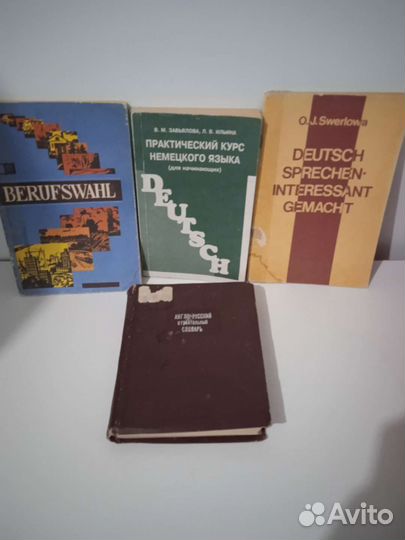 BERUFSWAHL
В. М. ЗАВЬЯЛОВА, Л. В. ИЛЬИНА
ПРАКТИЧЕСКИЙ КУРС
НЕМЕЦКОГО ЯЗЫКА
(для начинающих)
DEUTSCH
O. J. Swerlowa
DEUTSCH
SPRECHEN-
INTERESSANT
GEMACHT
АНГЛО-РУССКИЙ
СТРОИТЕЛЬНЫЙ
СЛОВАРЬ
Avito